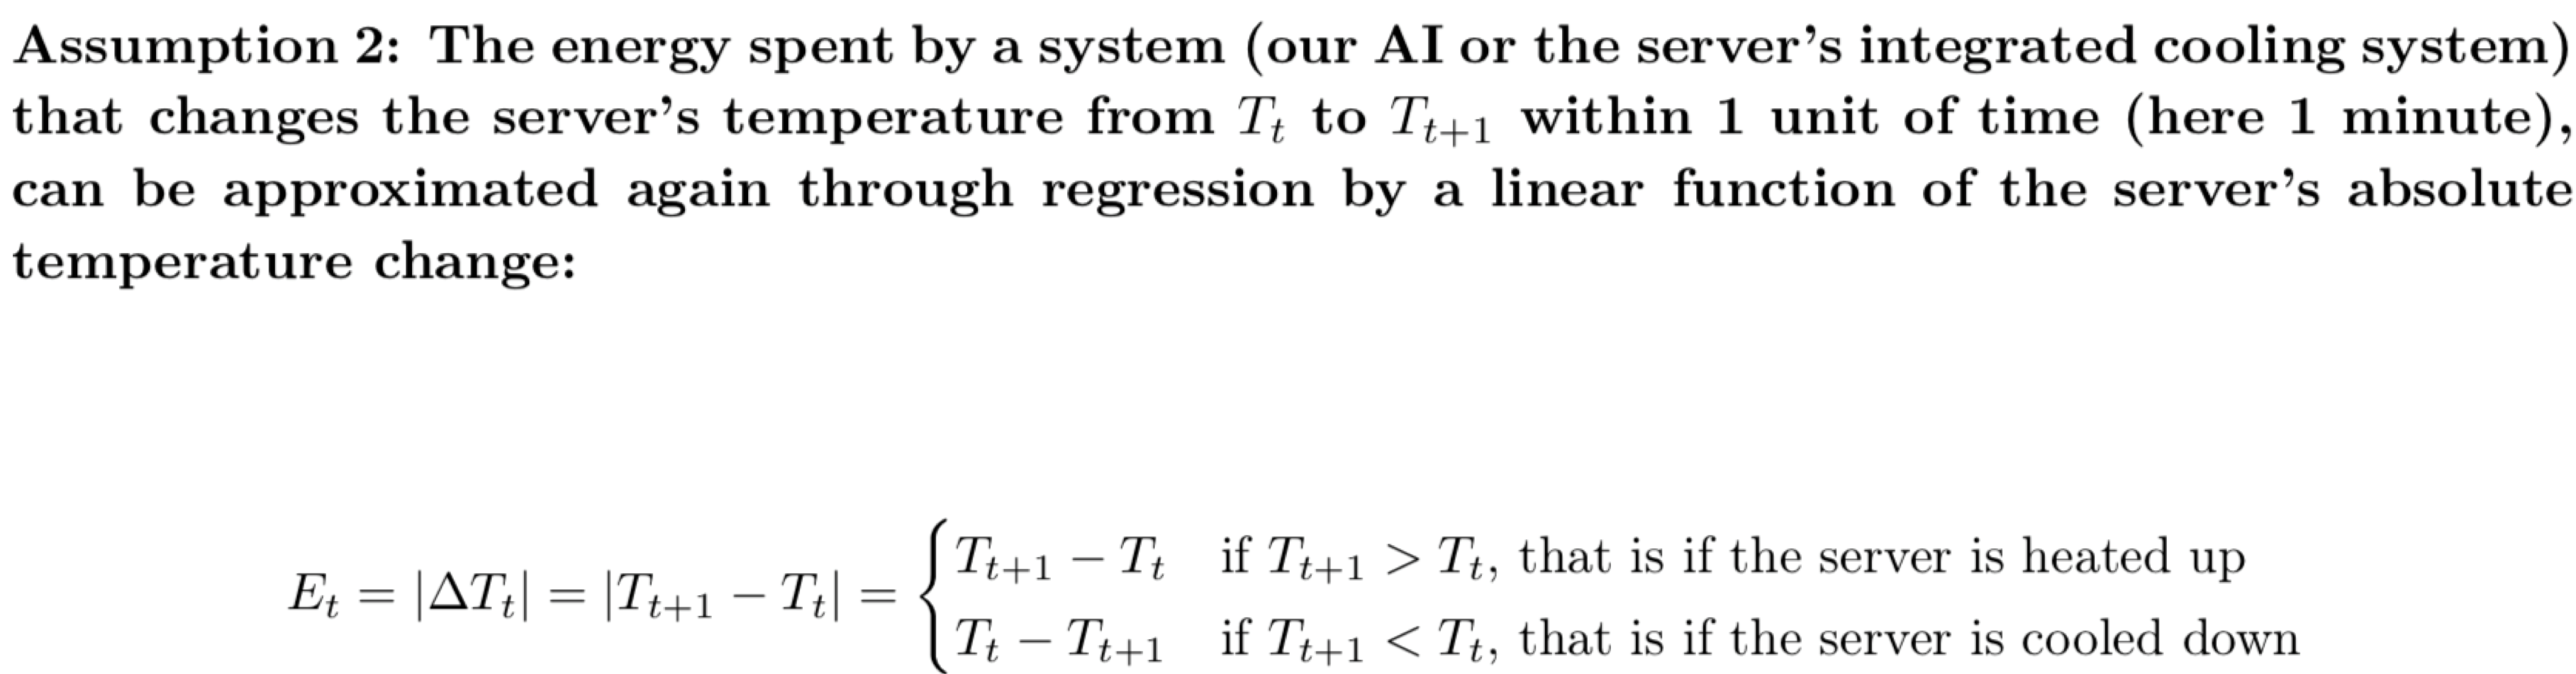 Assumption 2: The energy spent by a system (our AI or the server's integrated cooling system)
that changes the server's temperature from T_t to T_{t+1} within 1 unit of time (here 1 minute),
can be approximated again through regression by a linear function of the server's absolute
temperature change:
E_t = |ΔT_t| = |T_{t+1} − T_t| = {
T_{t+1} − T_t if T_{t+1} > T_t, that is if the server is heated up
T_t − T_{t+1} if T_{t+1} < T_t, that is if the server is cooled down